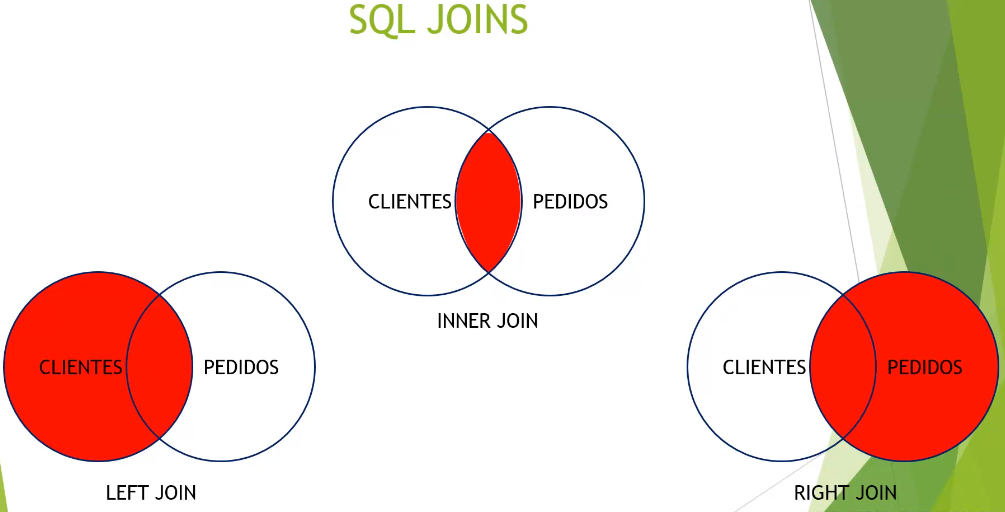 SQL JOINS
CLIENTES PEDIDOS
INNER JOIN
CLIENTES PEDIDOS
LEFT JOIN
CLIENTES PEDIDOS
RIGHT JOIN